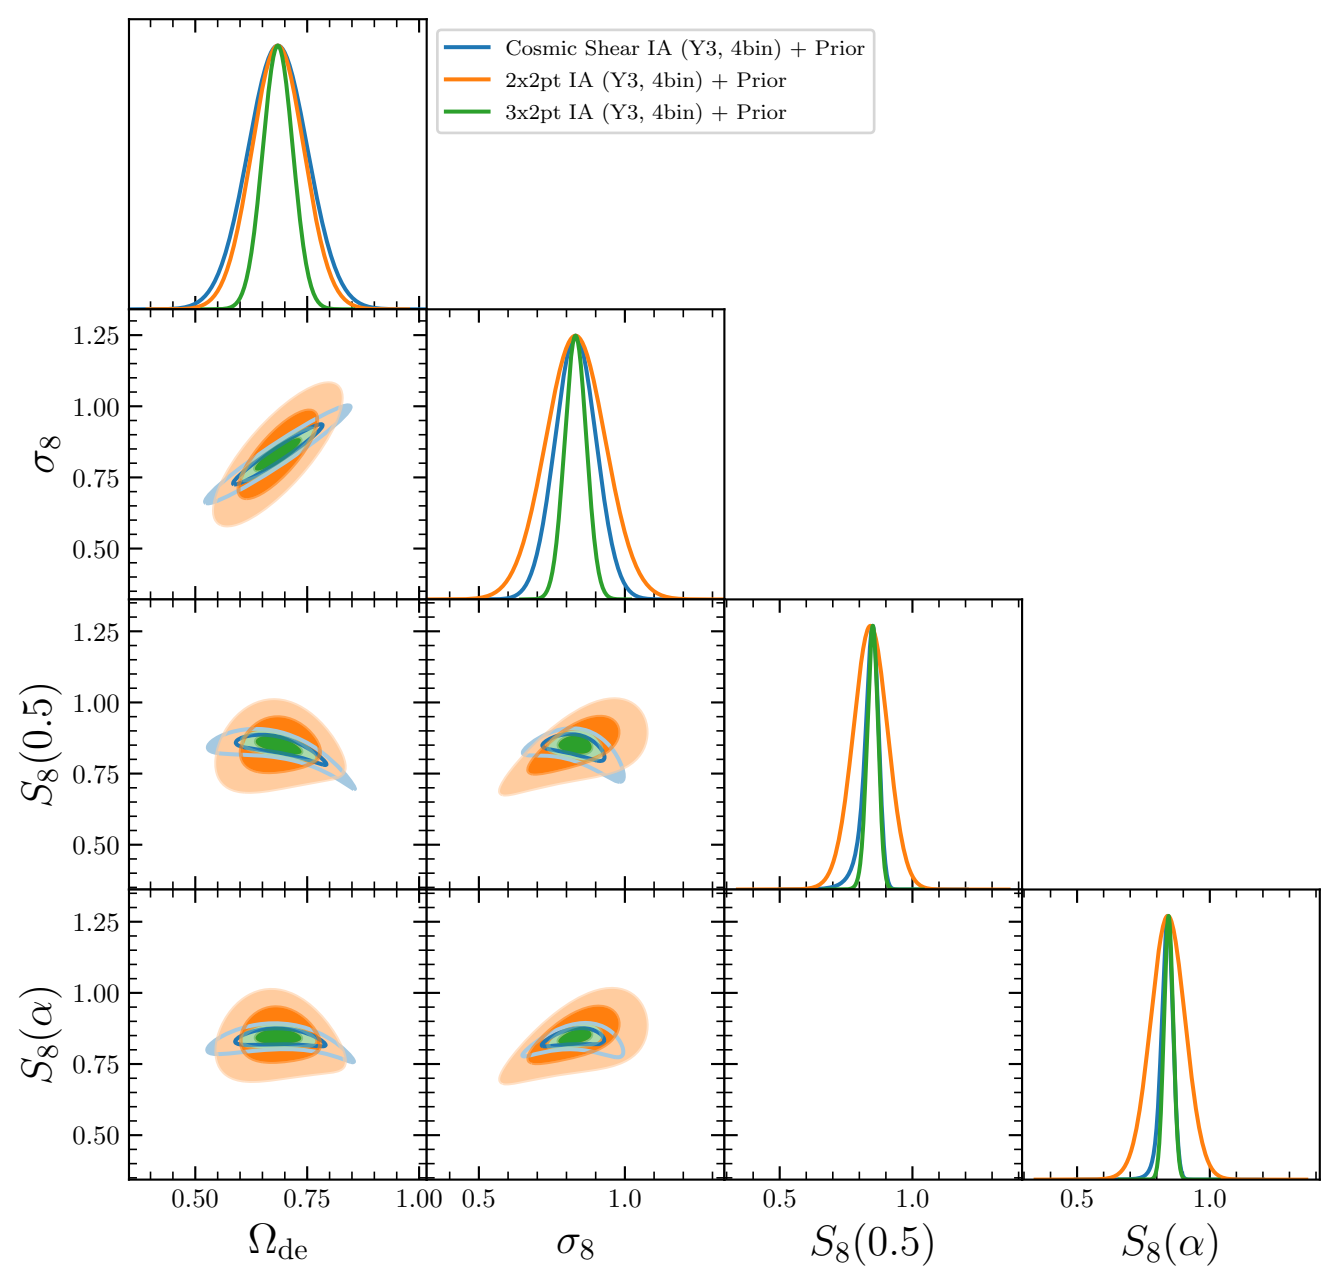 Cosmic Shear IA (Y3, 4bin) + Prior
2x2pt IA (Y3, 4bin) + Prior
3x2pt IA (Y3, 4bin) + Prior
1.25
1.00
0.75
0.50
σ8
1.25
1.00
0.75
0.50
S8(0.5)
1.25
1.00
0.75
0.50
S8(α)
0.50 0.75 1.00 0.5 1.0 0.5 1.0 0.5 1.0
Ωde σ8 S8(0.5) S8(α)